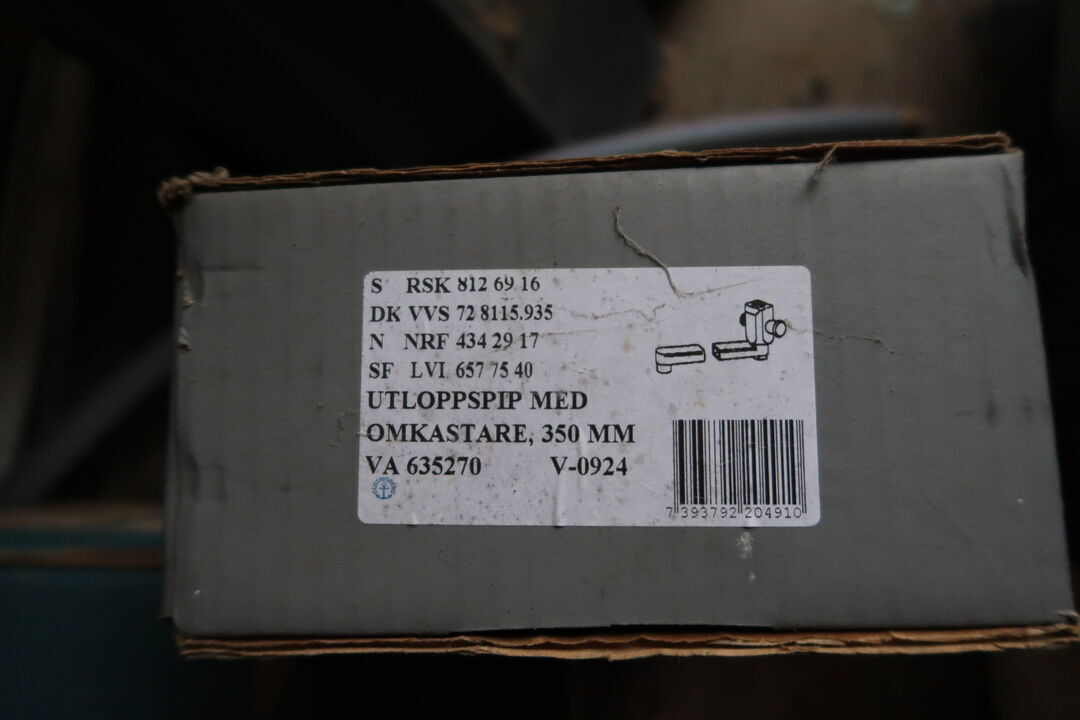 S RSK 812 69 16
DK VVS 72 8115.935
N NRF 434 29 17
SF LVI 657 75 40
UTLOPPSPIP MED
OMKASTARE, 350 MM
VA 635270 V-0924
7 393792 204910